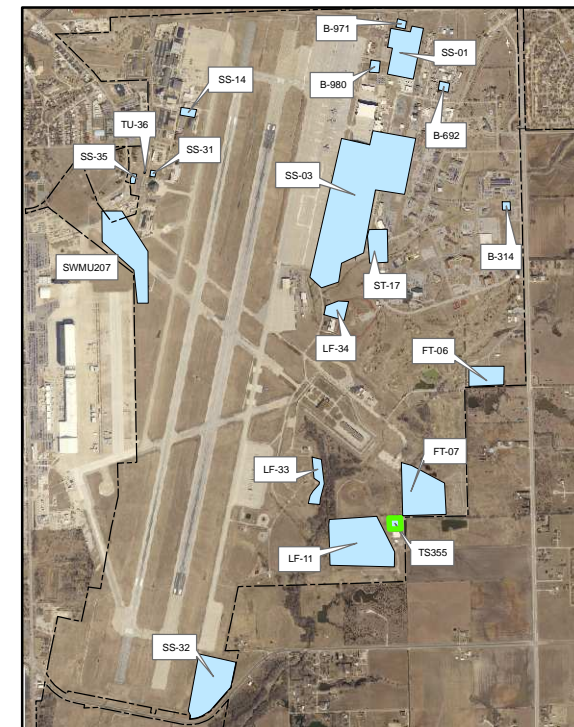 B-971
SS-01
SS-14
B-980
B-692
TU-36
SS-35
SS-31
SS-03
B-314
SWMU207
ST-17
LF-34
FT-06
FT-07
LF-33
TS355
LF-11
SS-32